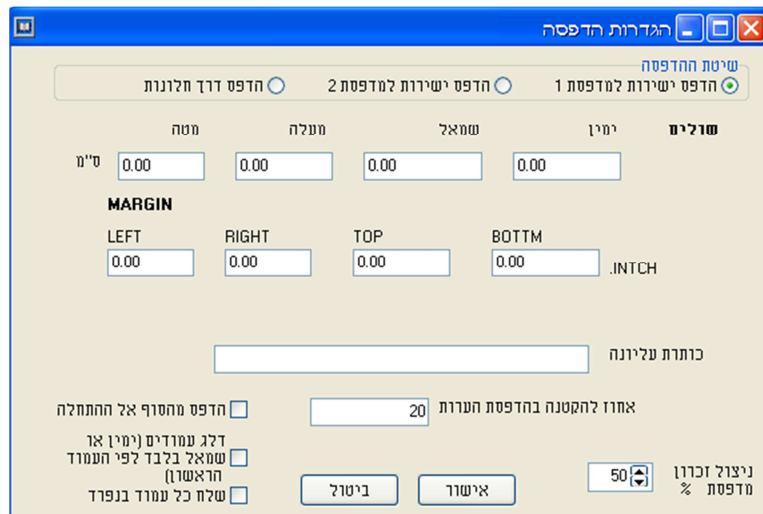 הגדרות הדפסה
שיטת ההדפסה
הדפס ישירות למדפסת 1 הדפס ישירות למדפסת 2 הדפס דרך חלונות
שולים ימין שמאל מעלה מטה
0.00 0.00 0.00 0.00 ס"מ
MARGIN
LEFT RIGHT TOP BOTTM
0.00 0.00 0.00 0.00 .INTCH
כותרת עליונה
אחוז להקטנה בהדפסת הערות 20 הדפס מהסוף אל ההתחלה
דלג עמודים (ימין או
שמאל בלבד לפי העמוד
הראשון)
שלח כל עמוד בנפרד
ניצול זכרון
מדפסת % 50
אישור ביטול